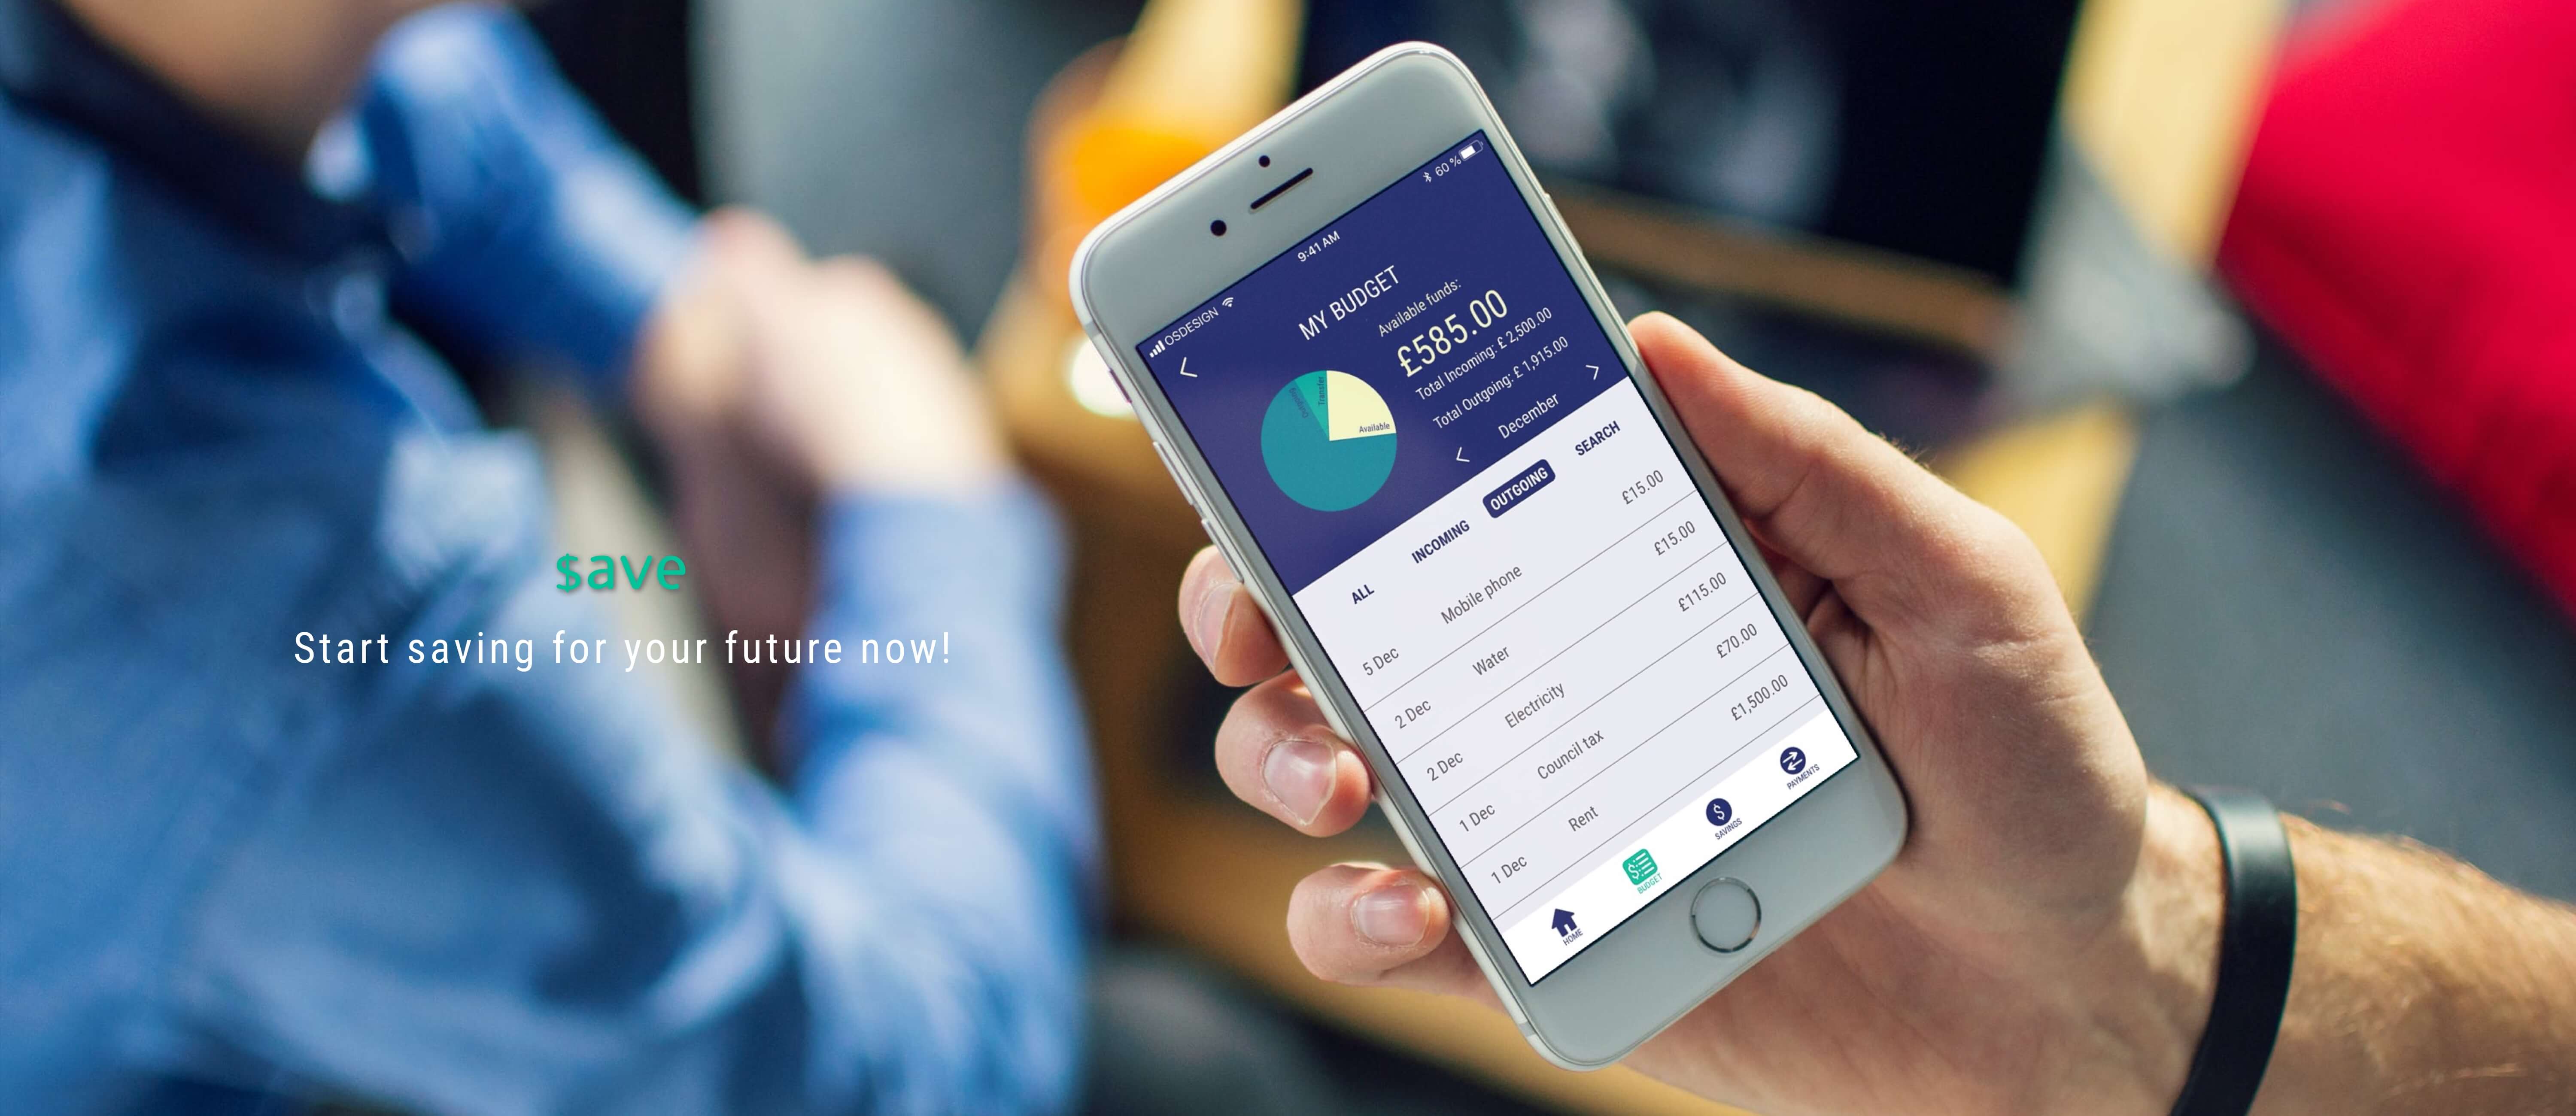 $ave
Start saving for your future now!
OSDESIGN
9:41 AM
60 %
MY BUDGET
Available funds:
£585.00
Total Incoming: £ 2,500.00
Total Outgoing: £ 1,915.00
Outgoing
Transfer
Available
< December >
ALL INCOMING OUTGOING SEARCH
5 Dec Mobile phone £15.00
2 Dec Water £15.00
2 Dec Electricity £115.00
1 Dec Council tax £70.00
1 Dec Rent £1,500.00
HOME BUDGET SAVINGS PAYMENTS